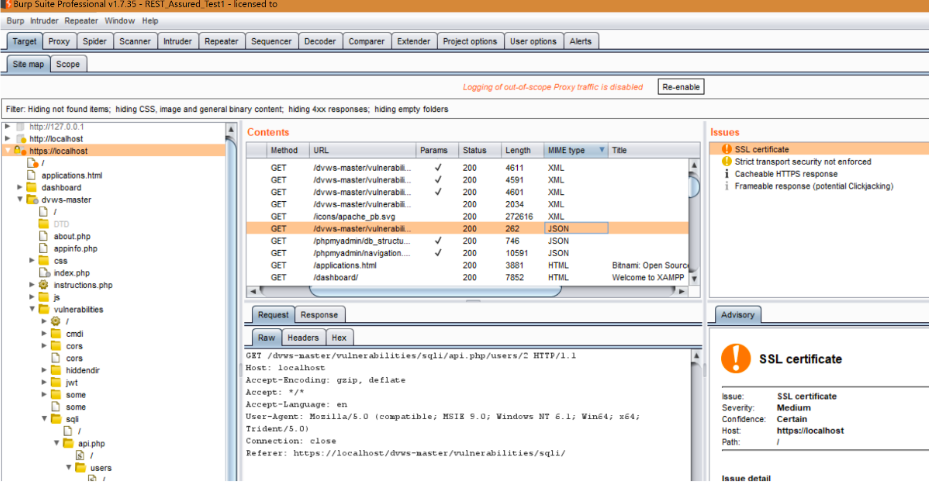 Burp Suite Professional v1.7.35 - REST_Assured_Test1 - licensed to
Burp Intruder Repeater Window Help
Target Proxy Spider Scanner Intruder Repeater Sequencer Decoder Comparer Extender Project options User options Alerts
Site map Scope
Logging of out-of-scope Proxy traffic is disabled Re-enable
Filter: Hiding not found items; hiding CSS, image and general binary content; hiding 4xx responses; hiding empty folders
http://127.0.0.1
http://localhost
https://localhost
/
applications.html
dashboard
dvws-master
/
DTD
about.php
appinfo.php
css
index.php
instructions.php
js
vulnerabilities
/
cmdi
cors
cors
hiddendir
jwt
some
some
sqli
/
api.php
/
users
/
Contents
Method URL Params Status Length MIME type Title
GET /dvws-master/vulnerabili... ✓ 200 4611 XML
GET /dvws-master/vulnerabili... ✓ 200 4591 XML
GET /dvws-master/vulnerabili... ✓ 200 4601 XML
GET /dvws-master/vulnerabili... 200 2034 XML
GET /icons/apache_pb.svg 200 272616 XML
GET /dvws-master/vulnerabili... 200 262 JSON
GET /phpmyadmin/db_structu... ✓ 200 746 JSON
GET /phpmyadmin/navigation.... ✓ 200 10591 JSON
GET /applications.html 200 3881 HTML Bitnami: Open Source
GET /dashboard/ 200 7852 HTML Welcome to XAMPP
Request Response
Raw Headers Hex
GET /dvws-master/vulnerabilities/sqli/api.php/users/2 HTTP/1.1
Host: localhost
Accept-Encoding: gzip, deflate
Accept: */*
Accept-Language: en
User-Agent: Mozilla/5.0 (compatible; MSIE 9.0; Windows NT 6.1; Win64; x64;
Trident/5.0)
Connection: close
Referer: https://localhost/dvws-master/vulnerabilities/sqli/
Issues
SSL certificate
Strict transport security not enforced
Cacheable HTTPS response
Frameable response (potential Clickjacking)
Advisory
SSL certificate
Issue: SSL certificate
Severity: Medium
Confidence: Certain
Host: https://localhost
Path: /
Issue detail